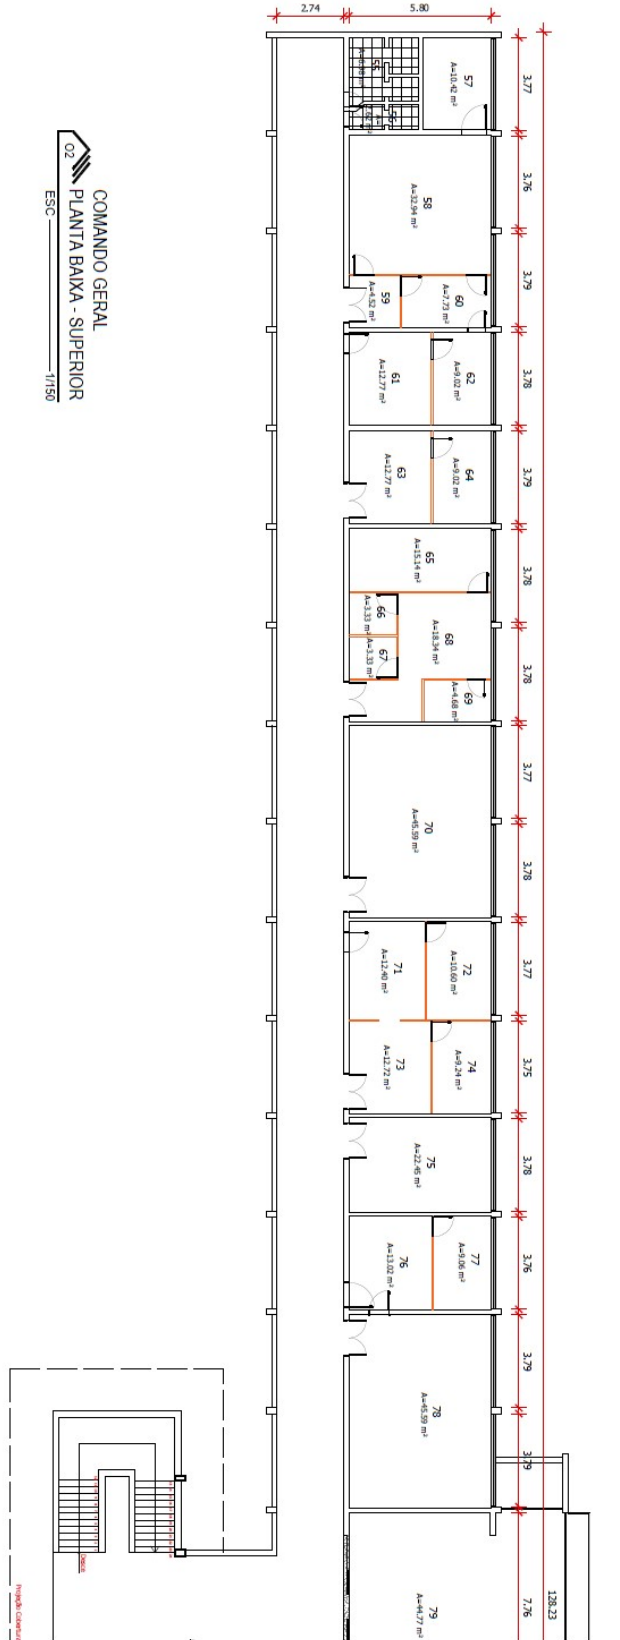 2.74
5.80
3.77
57
A=10.42 m²
55
56
3.76
58
A=32.94 m²
3.79
59
A=4.52 m²
60
A=7.73 m²
COMANDO GERAL
02
PLANTA BAIXA - SUPERIOR
ESC
1/150
61
A=12.77 m²
62
A=9.02 m²
3.78
63
A=12.77 m²
64
A=9.02 m²
3.79
65
A=15.14 m²
3.78
66
A=3.33 m²
67
A=3.33 m²
68
A=18.34 m²
69
A=4.68 m²
3.78
3.77
70
A=45.59 m²
3.78
71
A=12.40 m²
72
A=10.60 m²
3.77
73
A=12.72 m²
74
A=9.24 m²
3.75
75
A=22.45 m²
3.78
76
A=13.02 m²
77
A=9.06 m²
3.76
3.79
78
A=45.59 m²
3.79
Desce
Projeção Cobertura
79
A=44.77 m²
7.76
128.23